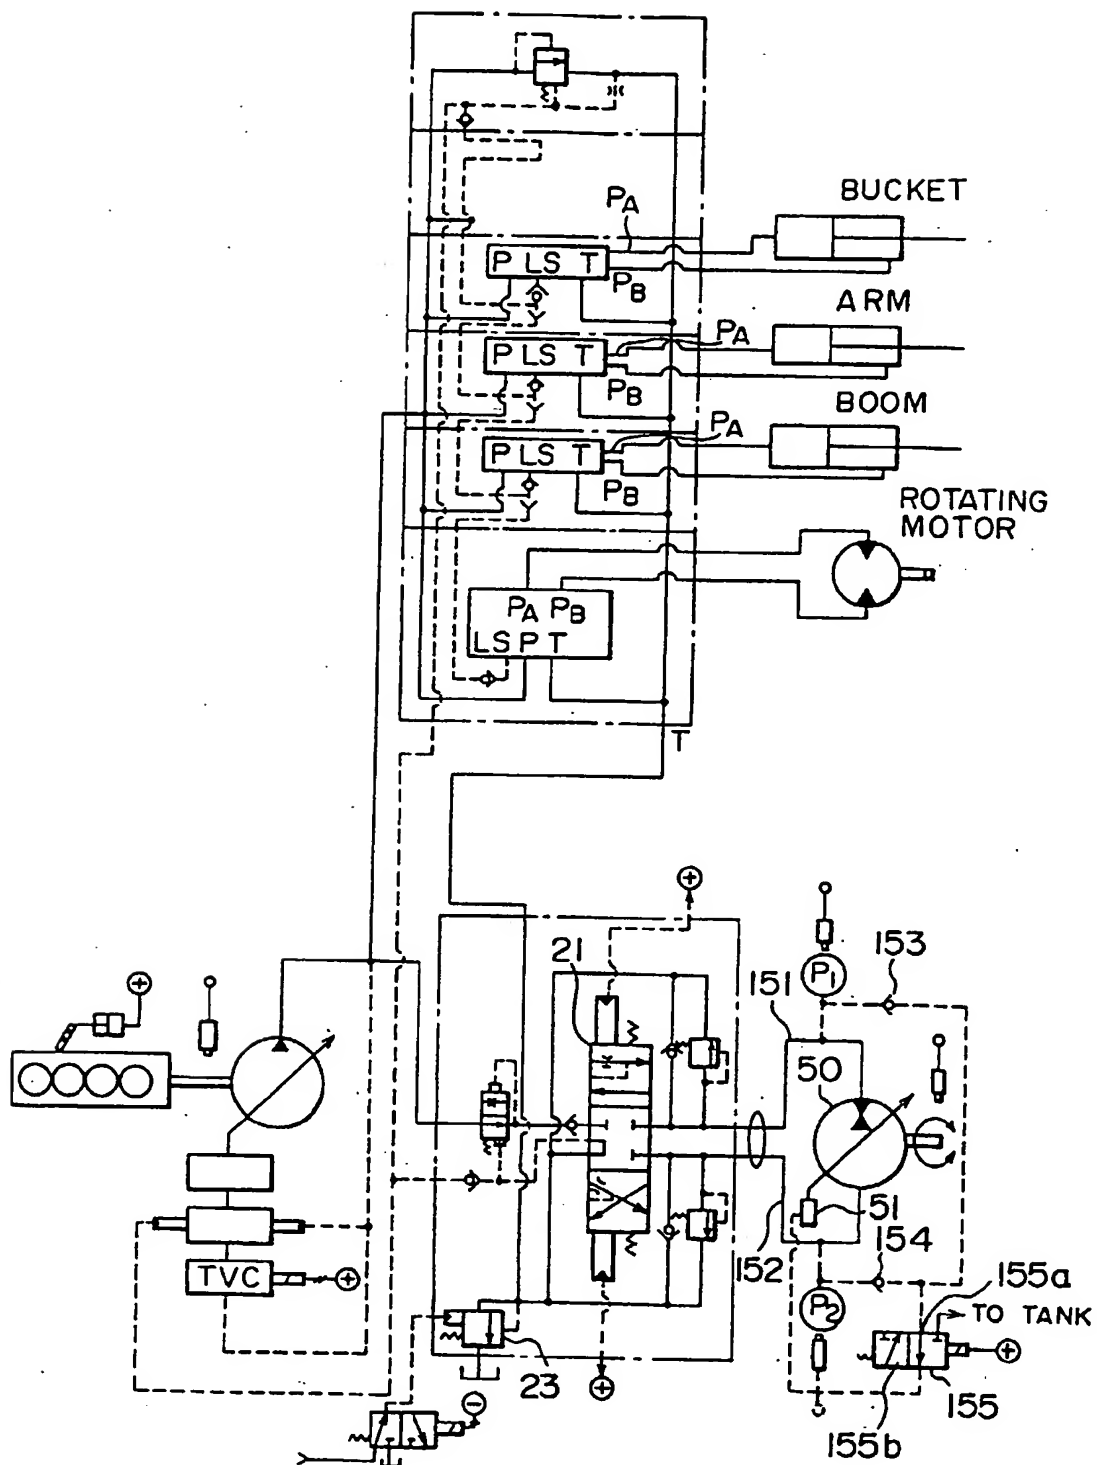 BUCKET
PA
P LS T
PB
ARM
PA
P LS T
PB
BOOM
PA
P LS T
PB
ROTATING
MOTOR
PA PB
LS P T
T
21
P1
153
151
50
51
154
152
155a
TO TANK
P2
TVC
23
155
155b